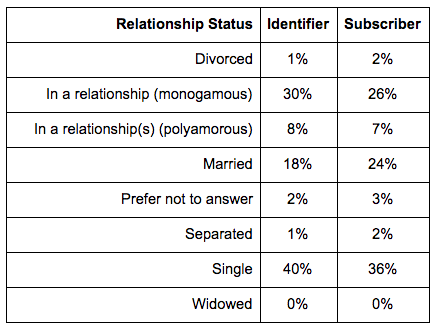 Relationship Status Identifier Subscriber
Divorced 1% 2%
In a relationship (monogamous) 30% 26%
In a relationship(s) (polyamorous) 8% 7%
Married 18% 24%
Prefer not to answer 2% 3%
Separated 1% 2%
Single 40% 36%
Widowed 0% 0%